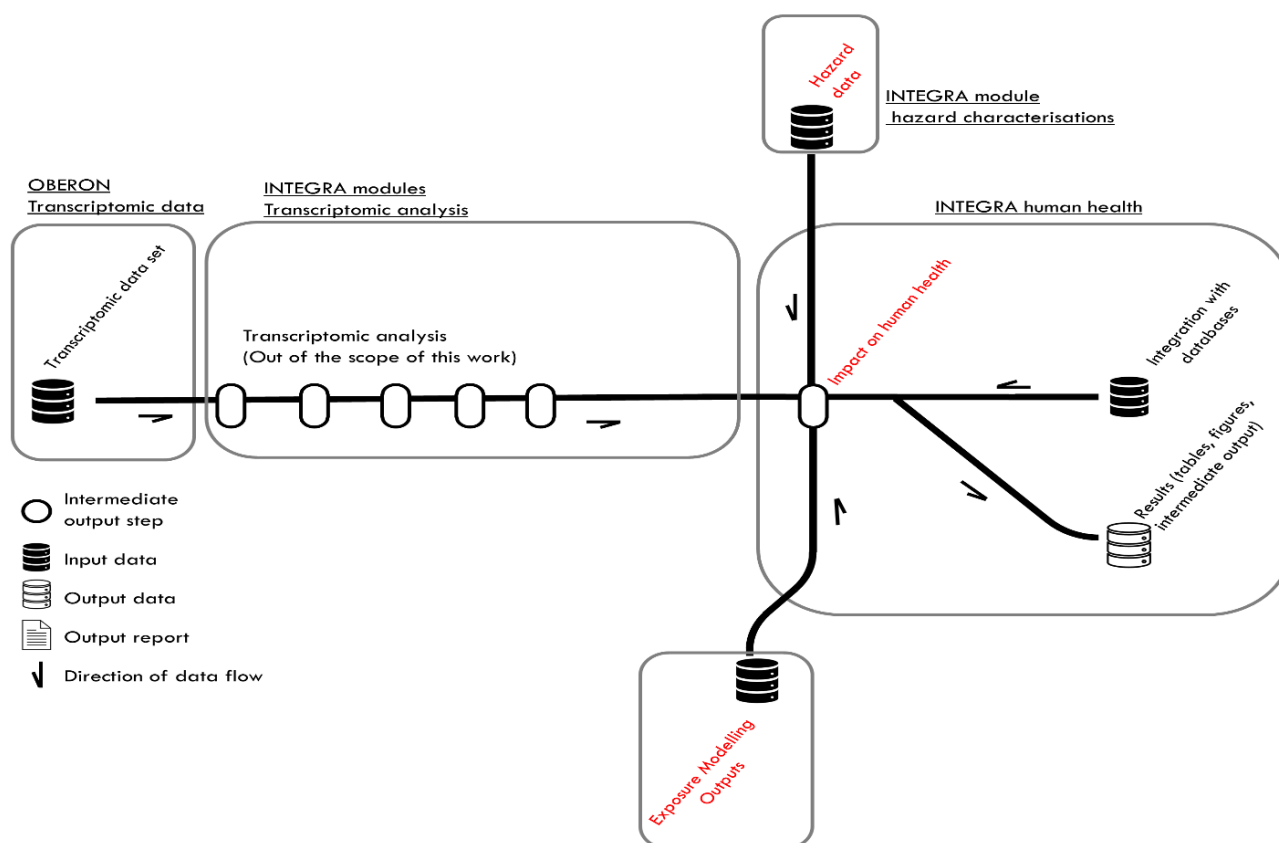 Hazard
data
INTEGRA module
hazard characterisations
OBERON
Transcriptomic data
INTEGRA modules
Transcriptomic analysis
INTEGRA human health
Transcriptomic data set
Transcriptomic analysis
(Out of the scope of this work)
Impact on human health
Integration with
databases
Results (tables, figures,
intermediate output)
Intermediate
output step
Input data
Output data
Output report
Direction of data flow
Exposure Modelling
Outputs